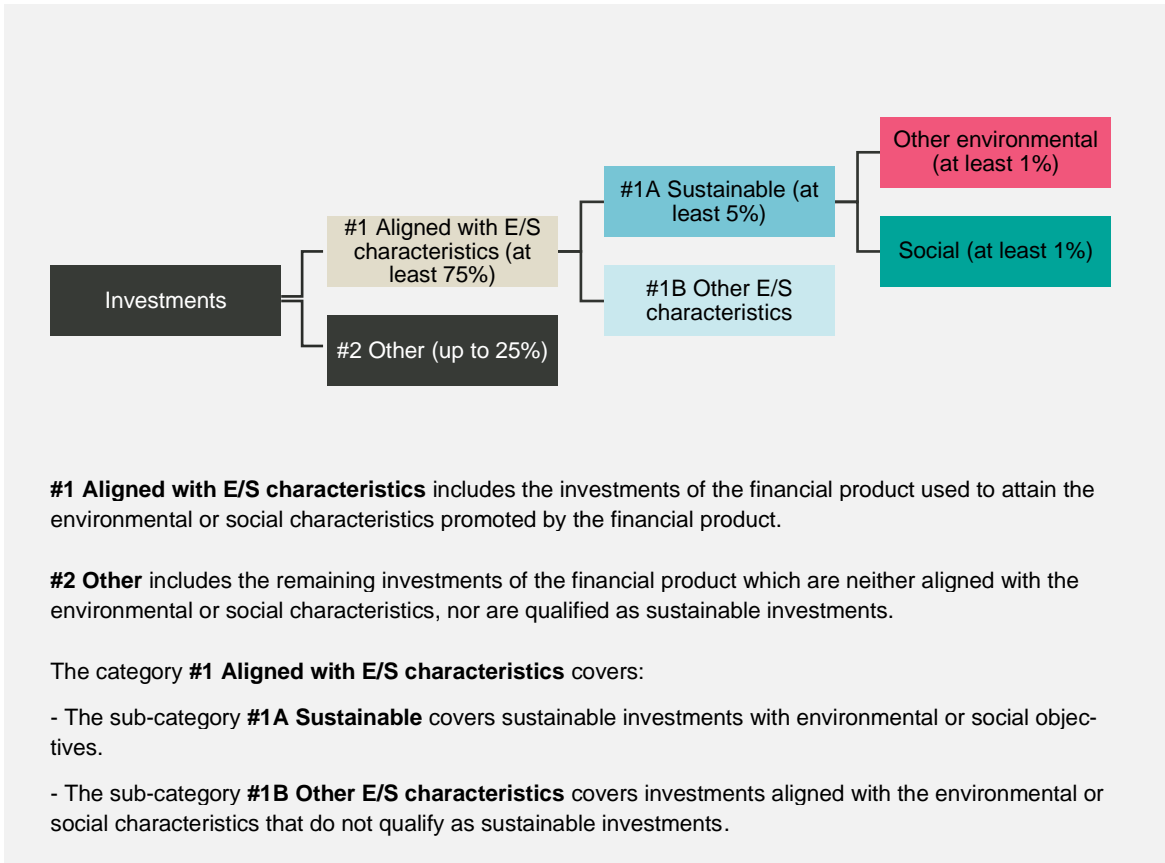 Investments
#1 Aligned with E/S
characteristics (at
least 75%)
#2 Other (up to 25%)
#1A Sustainable (at
least 5%)
#1B Other E/S
characteristics
Other environmental
(at least 1%)
Social (at least 1%)
#1 Aligned with E/S characteristics includes the investments of the financial product used to attain the
environmental or social characteristics promoted by the financial product.
#2 Other includes the remaining investments of the financial product which are neither aligned with the
environmental or social characteristics, nor are qualified as sustainable investments.
The category #1 Aligned with E/S characteristics covers:
- The sub-category #1A Sustainable covers sustainable investments with environmental or social objec-
tives.
- The sub-category #1B Other E/S characteristics covers investments aligned with the environmental or
social characteristics that do not qualify as sustainable investments.